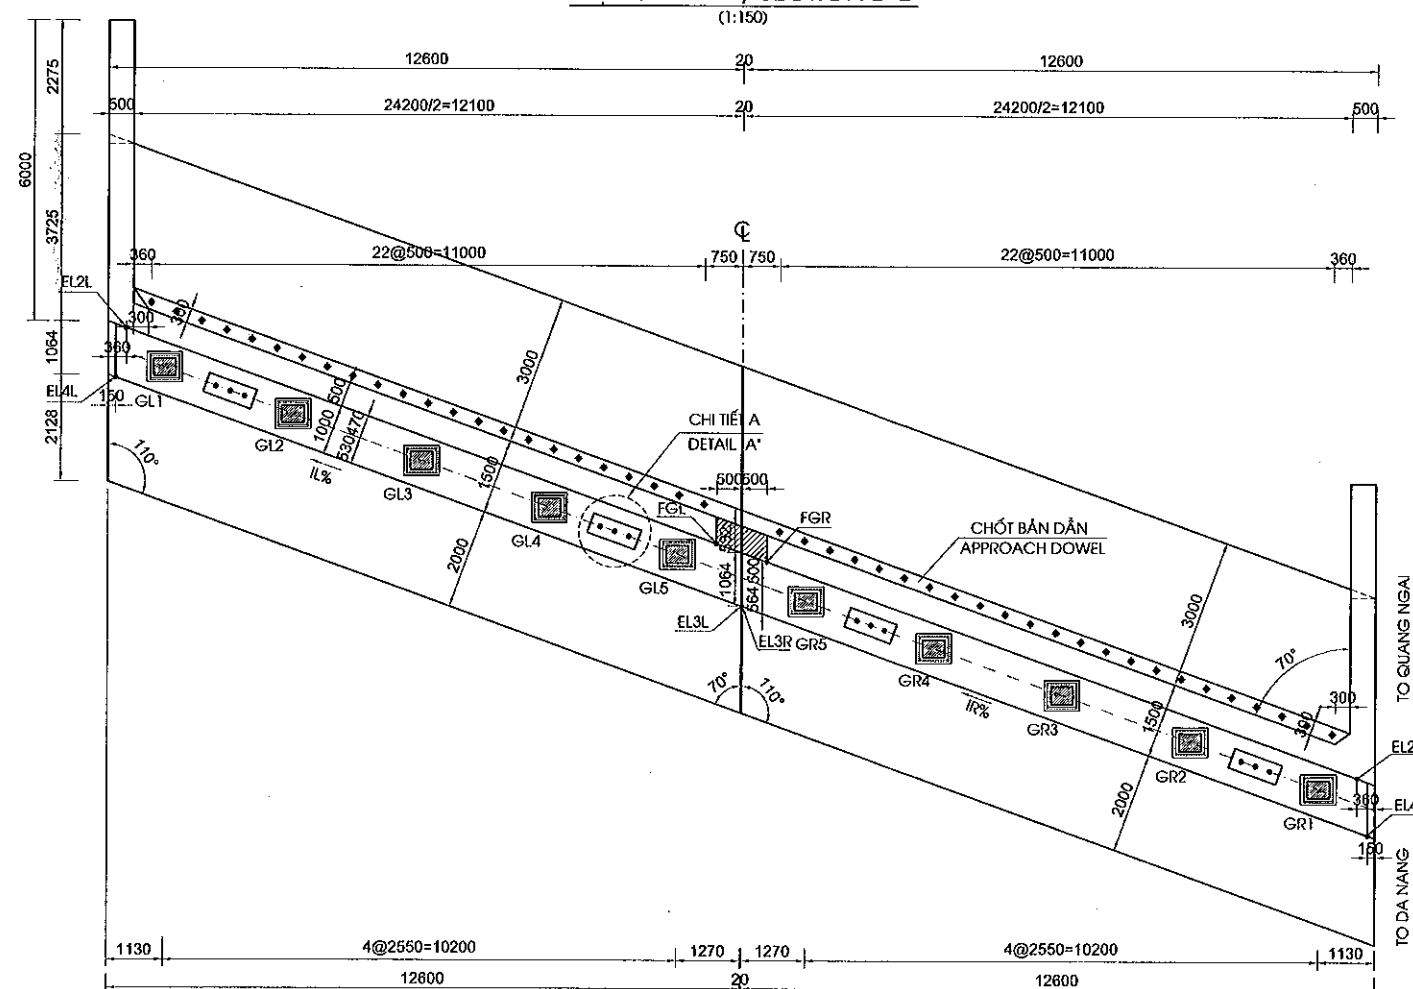 (1:150)
12600
20
12600
2275
500
24200/2=12100
20
24200/2=12100
500
6000
3725
℄
360
22@500=11000
750
750
22@500=11000
360
EL2L
300
300
1064
360
3000
EL4L
150
GL1
500
GL2
1000
530
470
CHI TIẾT A
DETAIL 'A'
2128
110°
IL%
GL3
1500
500
500
FGL
FGR
CHỐT BẢN DẪN
APPROACH DOWEL
GL4
2000
GL5
1064
500
564
3000
EL3L
EL3R
GR5
70°
TO QUANG NGAI
GR4
300
70°
110°
IR%
GR3
1500
300
GR2
2000
360
GR1
150
TO DA NANG
1130
4@2550=10200
1270
1270
4@2550=10200
1130
12600
20
12600